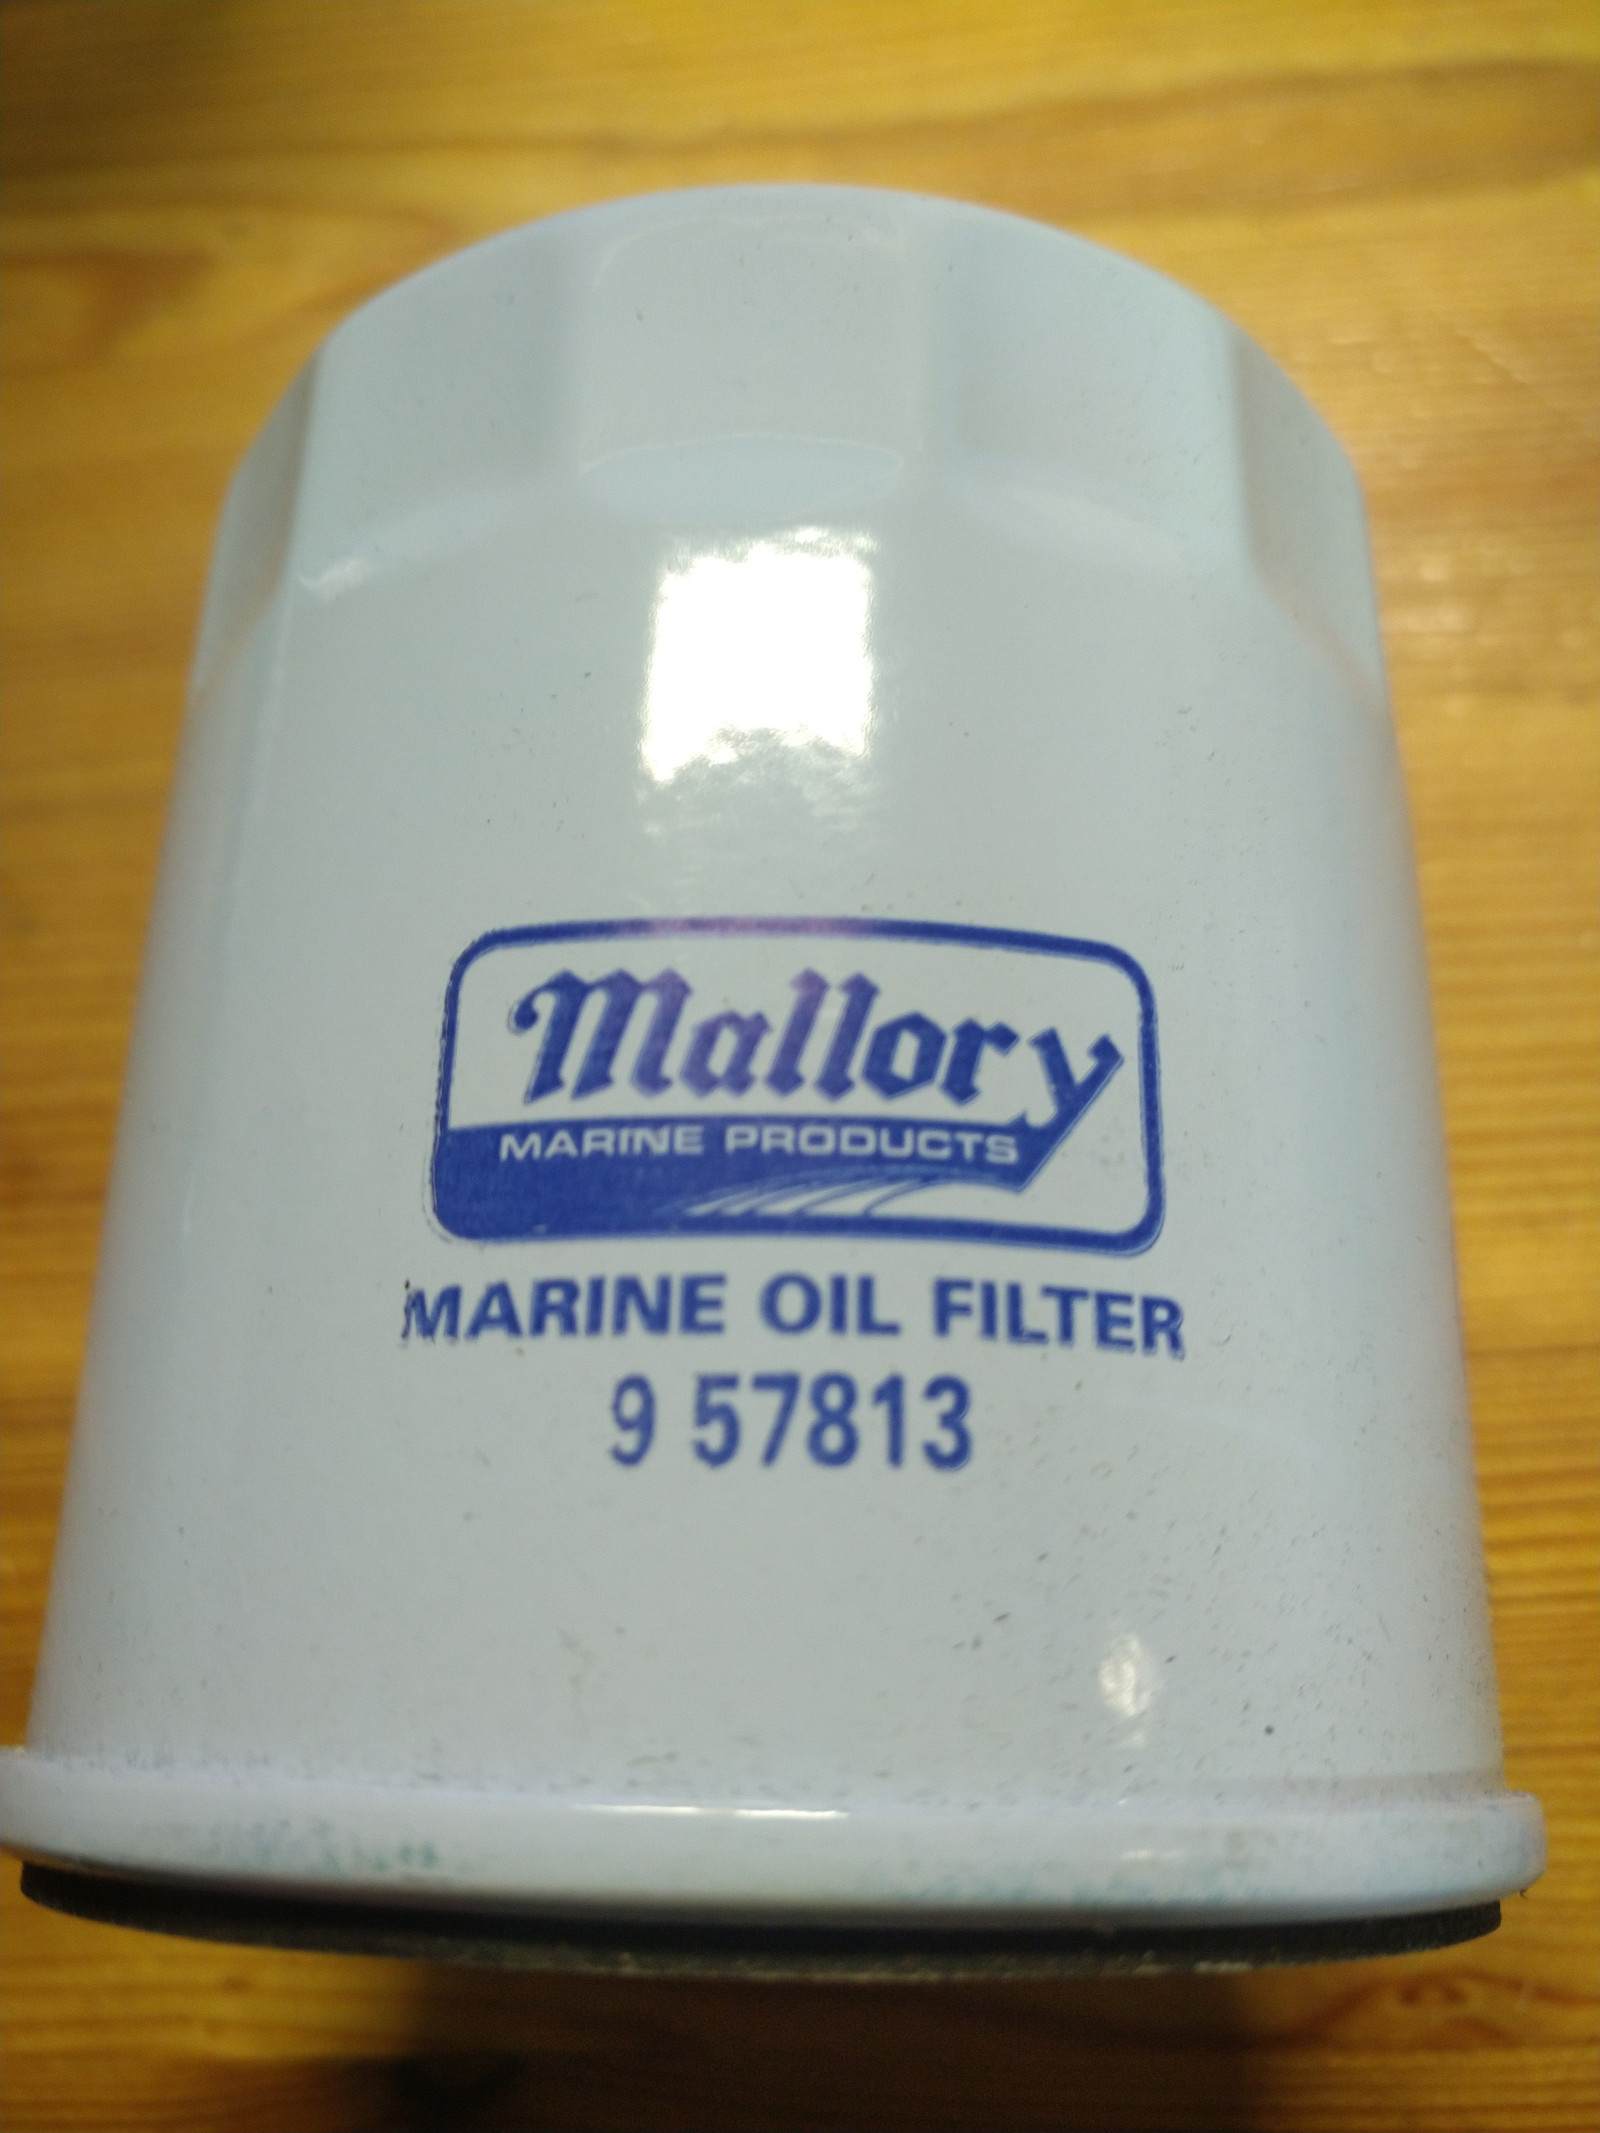 Mallory
MARINE PRODUCTS
MARINE OIL FILTER
9 57813